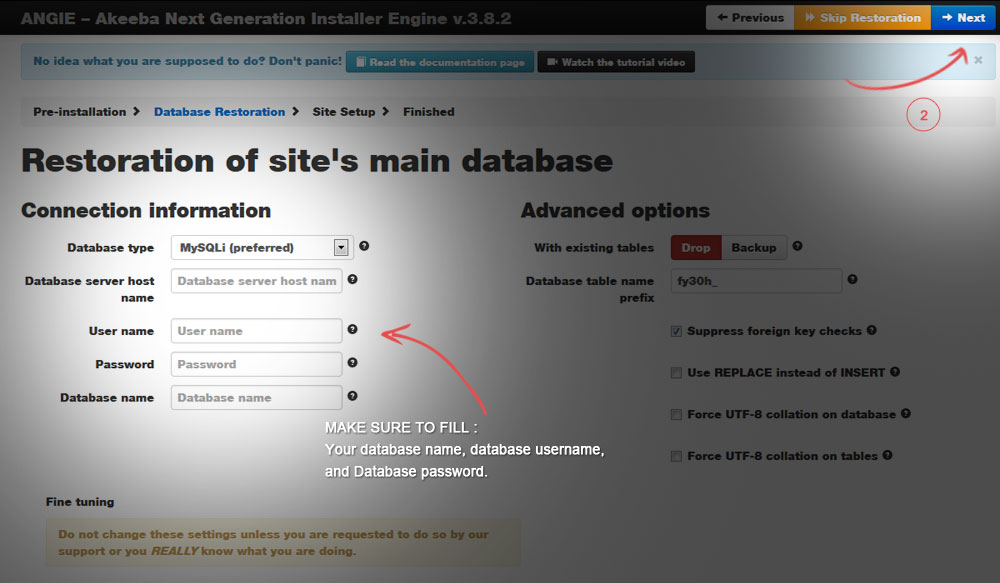 ANGIE – Akeeba Next Generation Installer Engine v.3.8.2
Previous
Skip Restoration
Next
No idea what you are supposed to do? Don't panic!
Read the documentation page
Watch the tutorial video
×
2
Pre-installation
Database Restoration
Site Setup
Finished
Restoration of site's main database
Connection information
Database type
MySQLi (preferred)
?
Database server host
name
Database server host nam
?
User name
User name
?
Password
Password
?
Database name
Database name
?
MAKE SURE TO FILL :
Your database name, database username,
and Database password.
Fine tuning
Do not change these settings unless you are requested to do so by our
support or you REALLY know what you are doing.
Advanced options
With existing tables
Drop
Backup
?
Database table name
prefix
fy30h_
?
Suppress foreign key checks ?
Use REPLACE instead of INSERT ?
Force UTF-8 collation on database ?
Force UTF-8 collation on tables ?